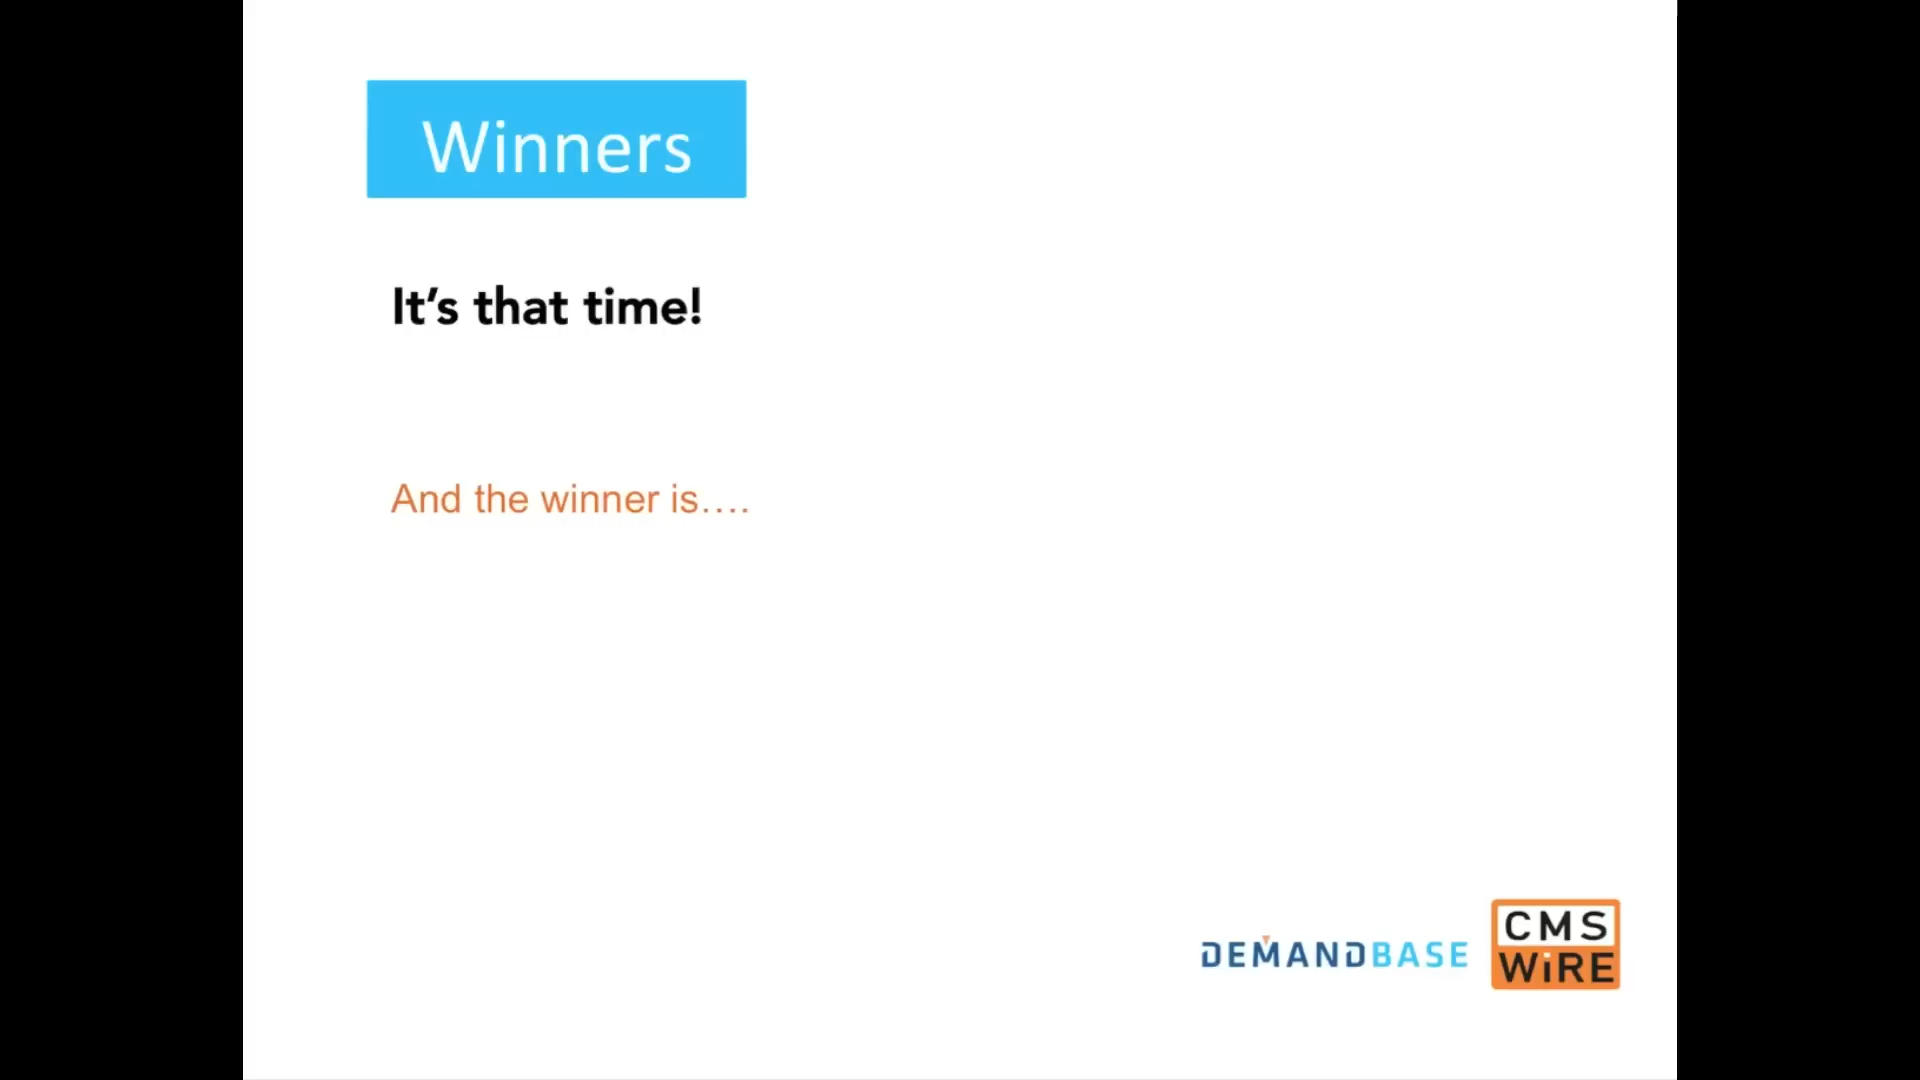 Winners
It’s that time!
And the winner is….
DEMANDBASE
CMS
WiRE